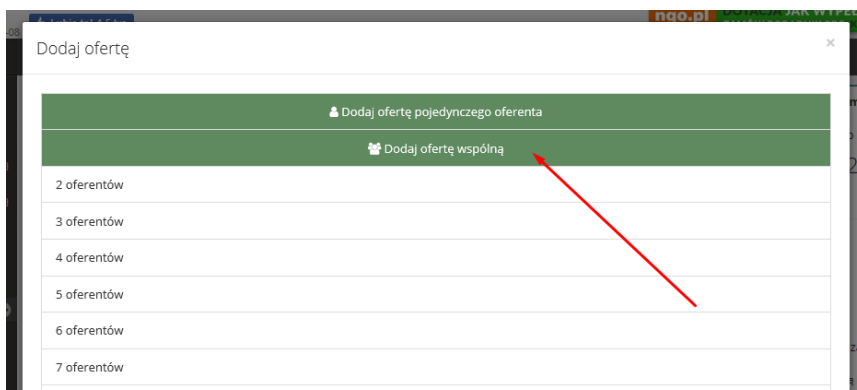 ngo.pl
Dodaj ofertę
×
Dodaj ofertę pojedynczego oferenta
Dodaj ofertę wspólną
2 oferentów
3 oferentów
4 oferentów
5 oferentów
6 oferentów
7 oferentów